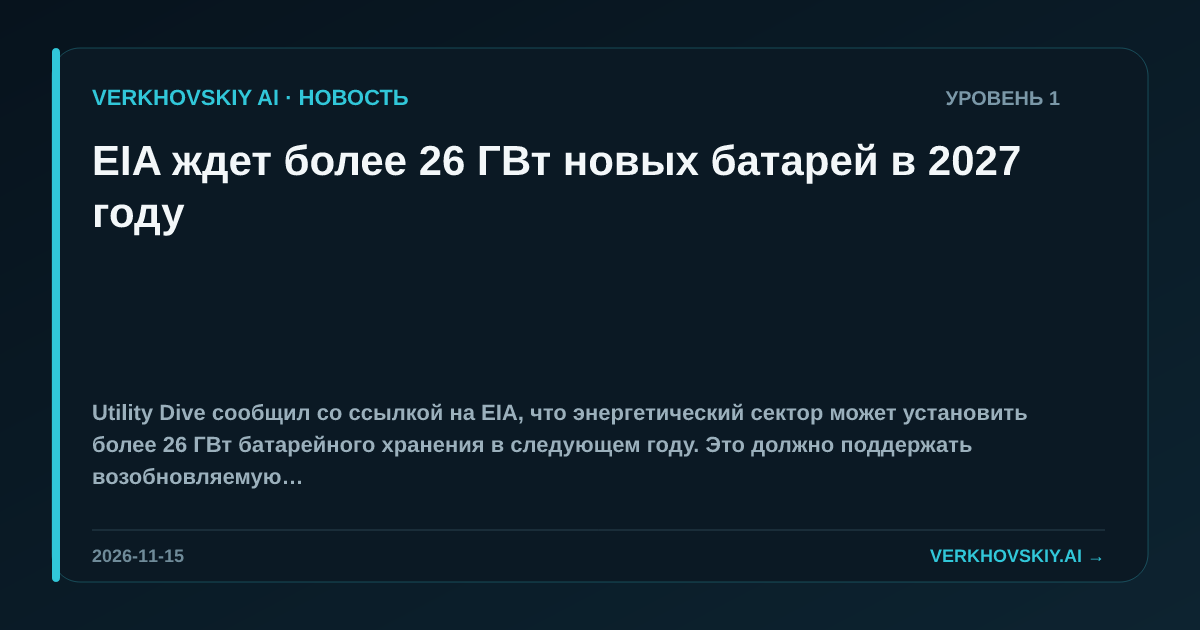 VERKHOVSKIY AI · НОВОСТЬ
УРОВЕНЬ 1
EIA ждет более 26 ГВт новых батарей в 2027
году
Utility Dive сообщил со ссылкой на EIA, что энергетический сектор может установить
более 26 ГВт батарейного хранения в следующем году. Это должно поддержать
возобновляемую…
2026-11-15
VERKHOVSKIY.AI →